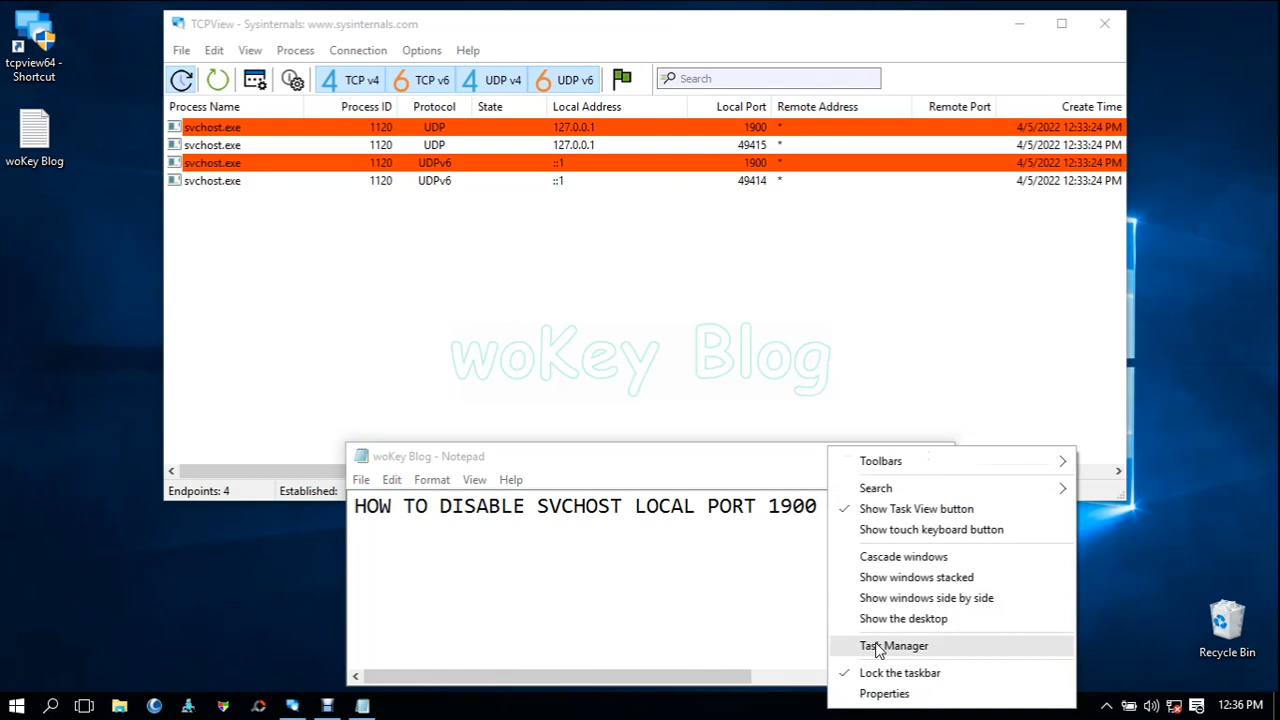 TCPView - Sysinternals: www.sysinternals.com
File Edit View Process Connection Options Help
4 TCP v4 6 TCP v6 4 UDP v4 6 UDP v6 Search
Process Name Process ID Protocol State Local Address Local Port Remote Address Remote Port Create Time
svchost.exe 1120 UDP 127.0.0.1 1900 * 4/5/2022 12:33:24 PM
svchost.exe 1120 UDP 127.0.0.1 49415 * 4/5/2022 12:33:24 PM
svchost.exe 1120 UDPv6 ::1 1900 * 4/5/2022 12:33:24 PM
svchost.exe 1120 UDPv6 ::1 49414 * 4/5/2022 12:33:24 PM
tcpview64 -
Shortcut
woKey Blog
woKey Blog
Endpoints: 4 Established:
woKey Blog - Notepad
File Edit Format View Help
HOW TO DISABLE SVCHOST LOCAL PORT 1900
Toolbars
Search
Show Task View button
Show touch keyboard button
Cascade windows
Show windows stacked
Show windows side by side
Show the desktop
Task Manager
Lock the taskbar
Properties
Recycle Bin
12:36 PM